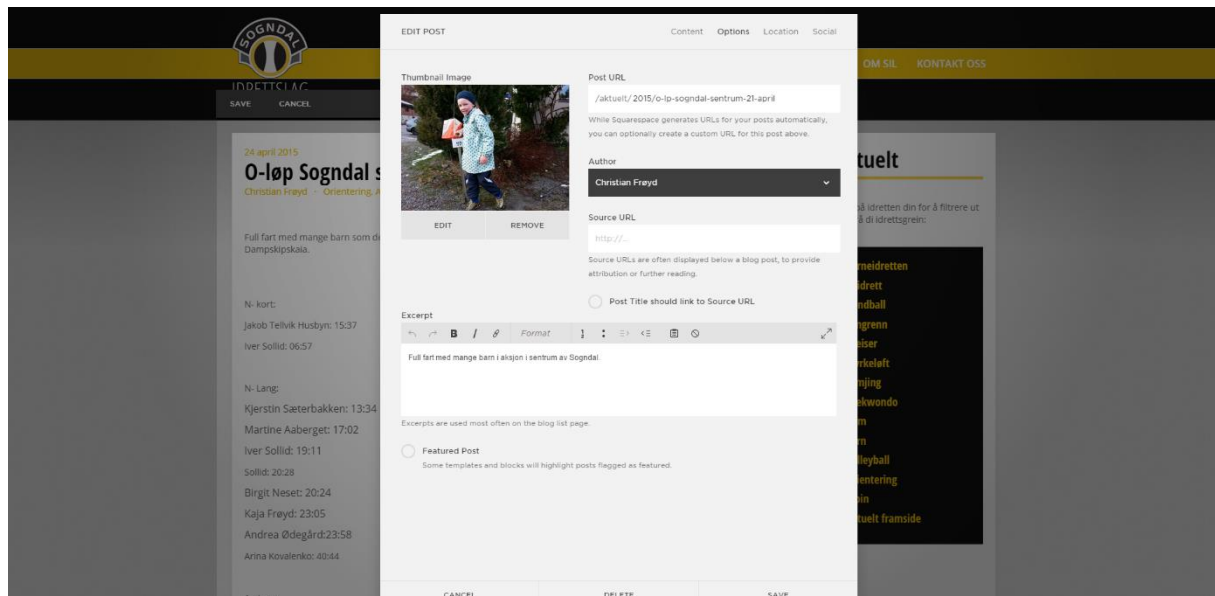 SOGNDAL
IDRETTSLAG
OM SIL KONTAKT OSS
SAVE CANCEL
24 april 2015
O-løp Sogndal s
Christian Frøyd · Orientering, A
Full fart med mange barn som de
Dampskipskaia.
N- kort:
Jakob Tellvik Husbyn: 15:37
Iver Sollid: 06:57
N- Lang:
Kjerstin Sæterbakken: 13:34
Martine Aaberget: 17:02
Iver Sollid: 19:11
Sollid: 20:28
Birgit Neset: 20:24
Kaja Frøyd: 23:05
Andrea Ødegård:23:58
Arina Kovalenko: 40:44
EDIT POST
Content Options Location Social
Thumbnail Image
EDIT REMOVE
Post URL
/aktuelt/ 2015/o-lp-sogndal-sentrum-21-april
While Squarespace generates URLs for your posts automatically,
you can optionally create a custom URL for this post above.
Author
Christian Frøyd
Source URL
http://...
Source URLs are often displayed below a blog post, to provide
attribution or further reading.
Post Title should link to Source URL
Excerpt
B I Format
Full fart med mange barn i aksjon i sentrum av Sogndal.
Excerpts are used most often on the blog list page.
Featured Post
Some templates and blocks will highlight posts flagged as featured.
CANCEL DELETE SAVE
tuelt
på idretten din for å filtrere ut
å di idrettsgrein:
rneidretten
idrett
ndball
ngrenn
eiser
rkeløft
mjing
ekwondo
m
rn
lleyball
ientering
pin
tuelt framside